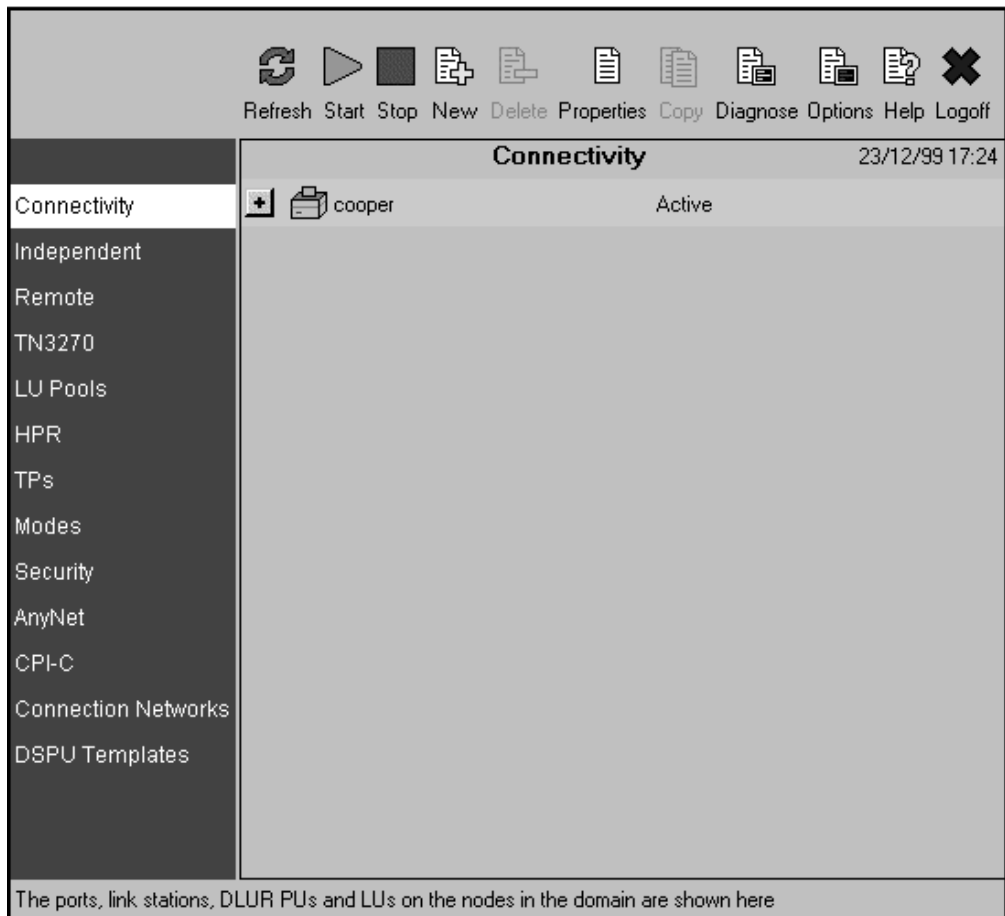 Refresh Start Stop New Delete Properties Copy Diagnose Options Help Logoff
Connectivity 23/12/99 17:24
Connectivity
cooper Active
Independent
Remote
TN3270
LU Pools
HPR
TPs
Modes
Security
AnyNet
CPI-C
Connection Networks
DSPU Templates
The ports, link stations, DLUR PUs and LUs on the nodes in the domain are shown here